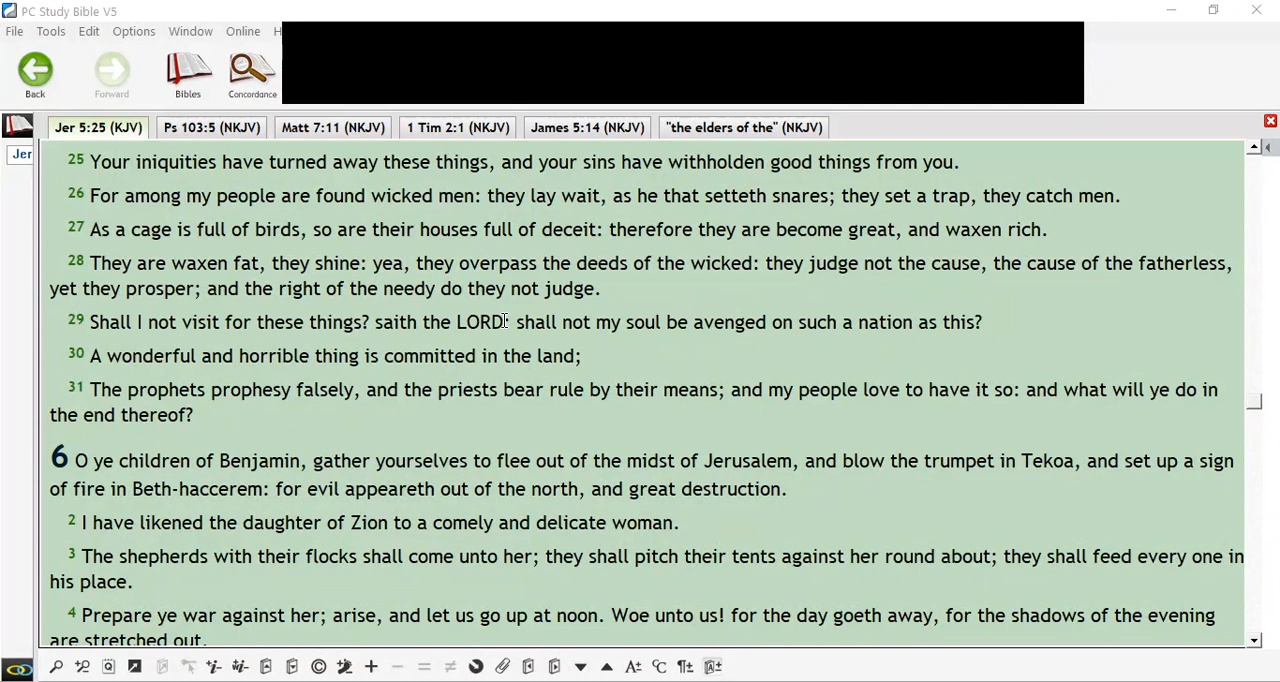 PC Study Bible V5
File Tools Edit Options Window Online H
Back Forward Bibles Concordance
Jer 5:25 (KJV) Ps 103:5 (NKJV) Matt 7:11 (NKJV) 1 Tim 2:1 (NKJV) James 5:14 (NKJV) "the elders of the" (NKJV)
Jer
25 Your iniquities have turned away these things, and your sins have withholden good things from you.
26 For among my people are found wicked men: they lay wait, as he that setteth snares; they set a trap, they catch men.
27 As a cage is full of birds, so are their houses full of deceit: therefore they are become great, and waxen rich.
28 They are waxen fat, they shine: yea, they overpass the deeds of the wicked: they judge not the cause, the cause of the fatherless,
yet they prosper; and the right of the needy do they not judge.
29 Shall I not visit for these things? saith the LORD: shall not my soul be avenged on such a nation as this?
30 A wonderful and horrible thing is committed in the land;
31 The prophets prophesy falsely, and the priests bear rule by their means; and my people love to have it so: and what will ye do in
the end thereof?
6 O ye children of Benjamin, gather yourselves to flee out of the midst of Jerusalem, and blow the trumpet in Tekoa, and set up a sign
of fire in Beth-haccerem: for evil appeareth out of the north, and great destruction.
2 I have likened the daughter of Zion to a comely and delicate woman.
3 The shepherds with their flocks shall come unto her; they shall pitch their tents against her round about; they shall feed every one in
his place.
4 Prepare ye war against her; arise, and let us go up at noon. Woe unto us! for the day goeth away, for the shadows of the evening
are stretched out.